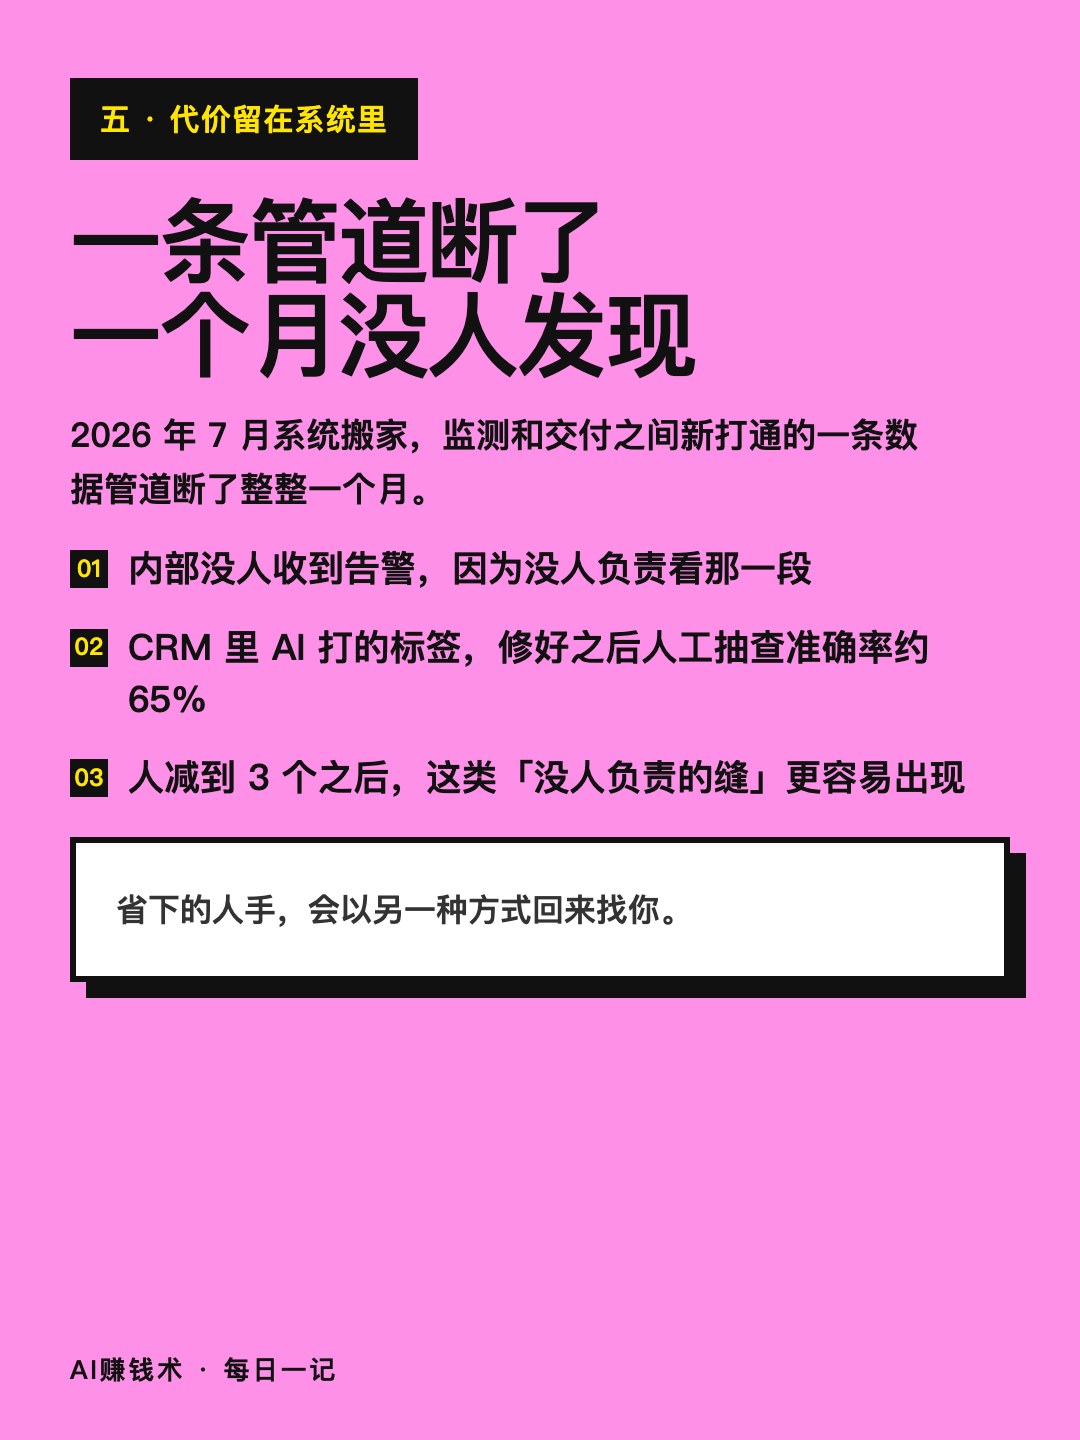 五 · 代价留在系统里
一条管道断了
一个月没人发现
2026 年 7 月系统搬家，监测和交付之间新打通的一条数
据管道断了整整一个月。
01 内部没人收到告警，因为没人负责看那一段
02 CRM 里 AI 打的标签，修好之后人工抽查准确率约
65%
03 人减到 3 个之后，这类「没人负责的缝」更容易出现
省下的人手，会以另一种方式回来找你。
AI赚钱术 · 每日一记